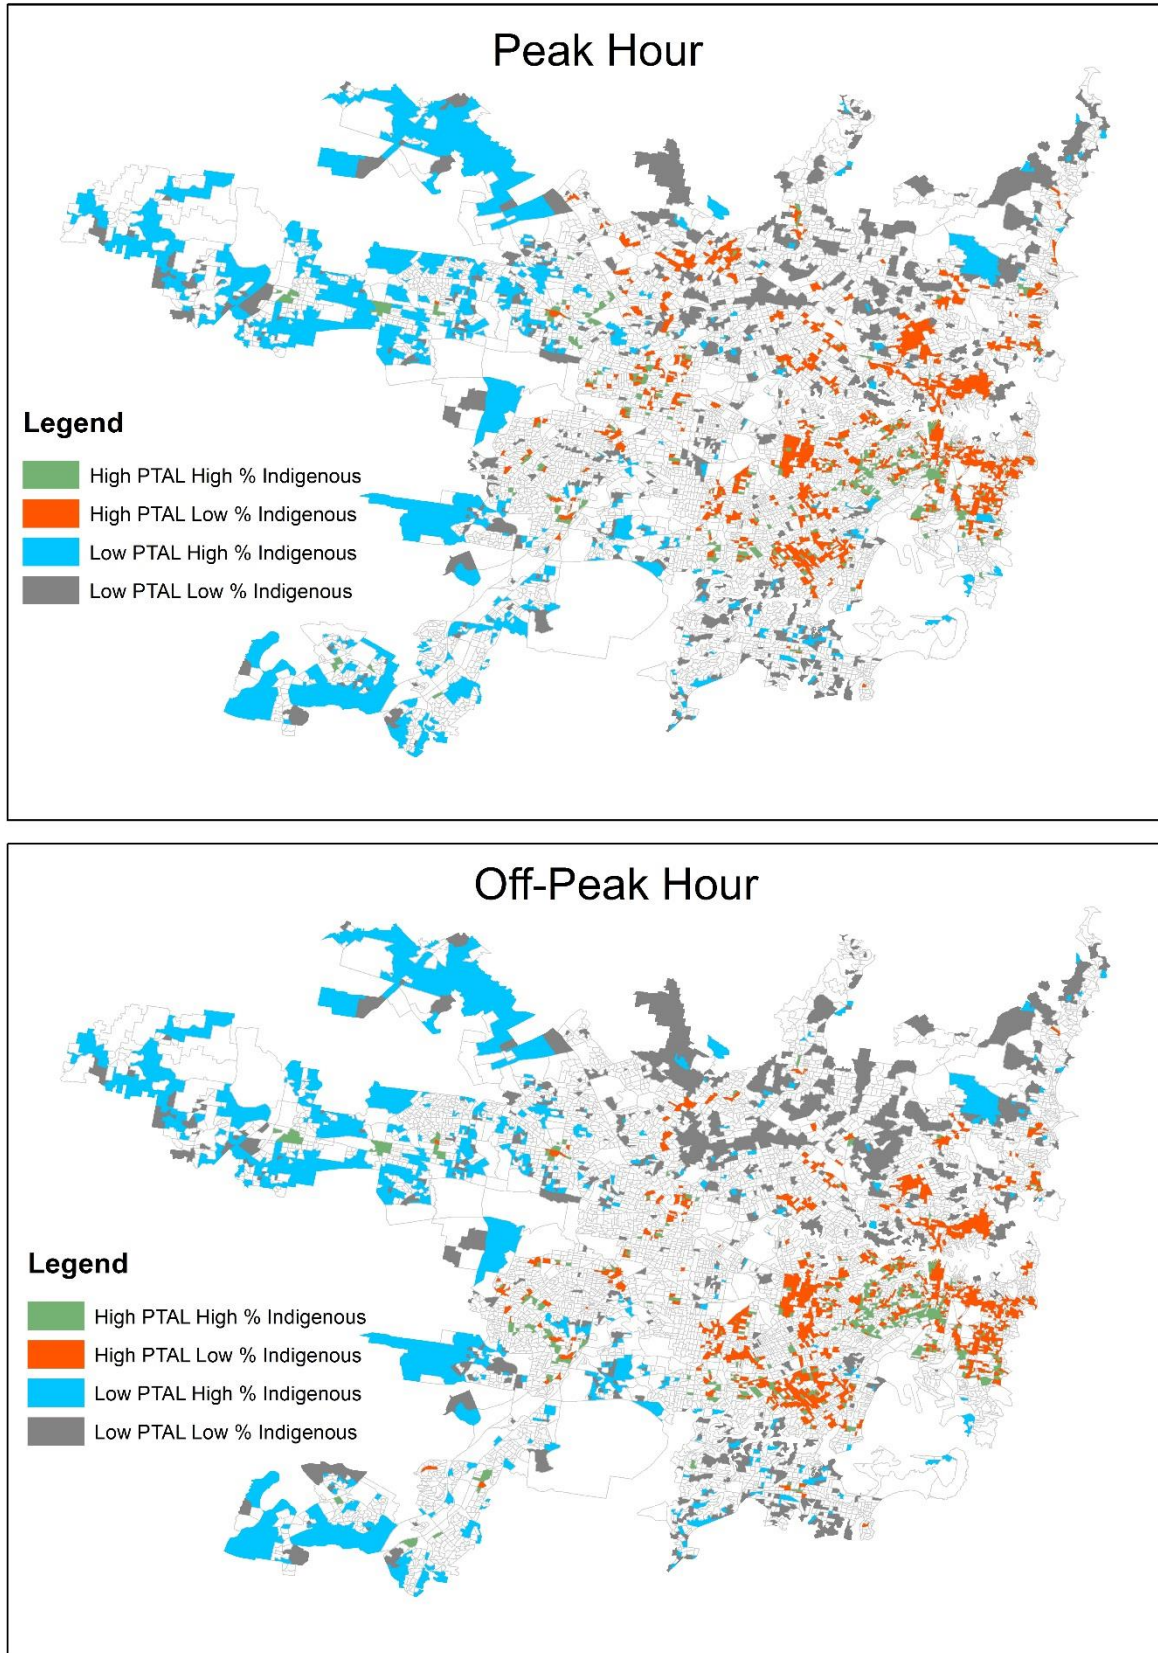 Peak Hour
Legend
High PTAL High % Indigenous
High PTAL Low % Indigenous
Low PTAL High % Indigenous
Low PTAL Low % Indigenous
Off-Peak Hour
Legend
High PTAL High % Indigenous
High PTAL Low % Indigenous
Low PTAL High % Indigenous
Low PTAL Low % Indigenous